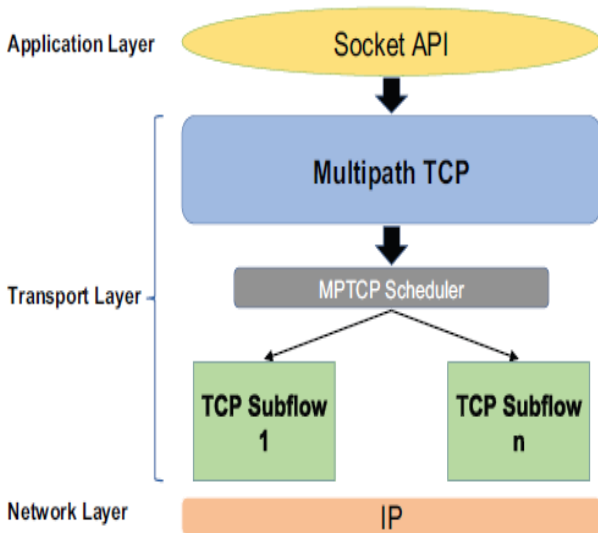 Application Layer
Socket API
Multipath TCP
MPTCP Scheduler
Transport Layer
TCP Subflow
1
TCP Subflow
n
Network Layer
IP